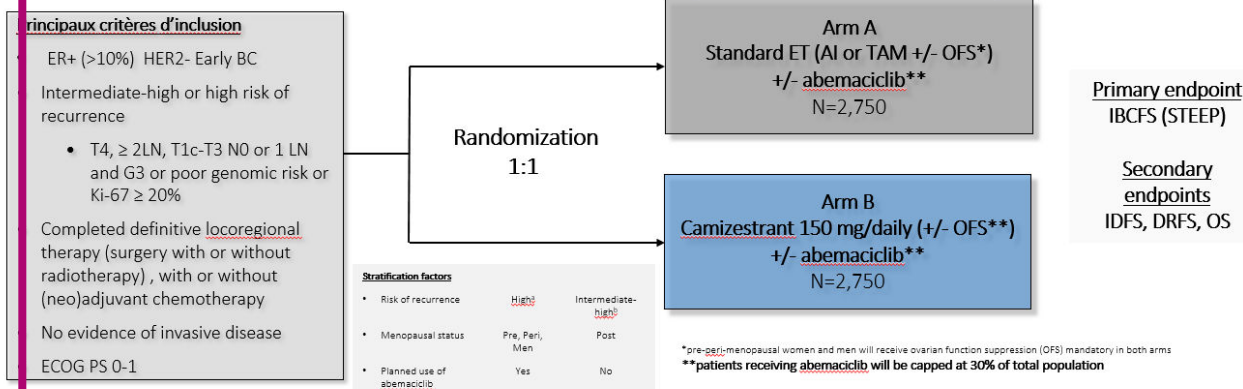 Principaux critères d’inclusion
ER+ (>10%) HER2- Early BC
• Intermediate-high or high risk of
recurrence
• T4, ≥ 2LN, T1c-T3 N0 or 1 LN
and G3 or poor genomic risk or
Ki-67 ≥ 20%
Completed definitive locoregional
therapy (surgery with or without
radiotherapy) , with or without
(neo)adjuvant chemotherapy
No evidence of invasive disease
ECOG PS 0-1
Randomization
1:1
Arm A
Standard ET (AI or TAM +/- OFS*)
+/- abemaciclib**
N=2,750
Arm B
Camizestrant 150 mg/daily (+/- OFS**)
+/- abemaciclib**
N=2,750
Primary endpoint
IBCFS (STEEP)
Secondary
endpoints
IDFS, DRFS, OS
Stratification factors
• Risk of recurrence High Intermediate-
high
• Menopausal status Pre, Peri, Post
Men
• Planned use of Yes No
abemaciclib
*pre-peri-menopausal women and men will receive ovarian function suppression (OFS) mandatory in both arms
**patients receiving abemaciclib will be capped at 30% of total population